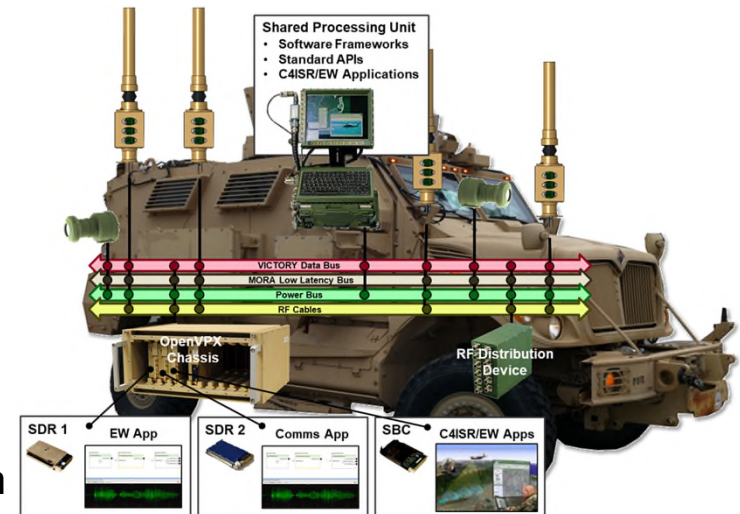 Shared Processing Unit
• Software Frameworks
• Standard APIs
• C4ISR/EW Applications
VICTORY Data Bus
MORA Low Latency Bus
Power Bus
RF Cables
OpenVPX
Chassis
RF Distribution
Device
SDR 1
EW App
SDR 2
Comms App
SBC
C4ISR/EW Apps